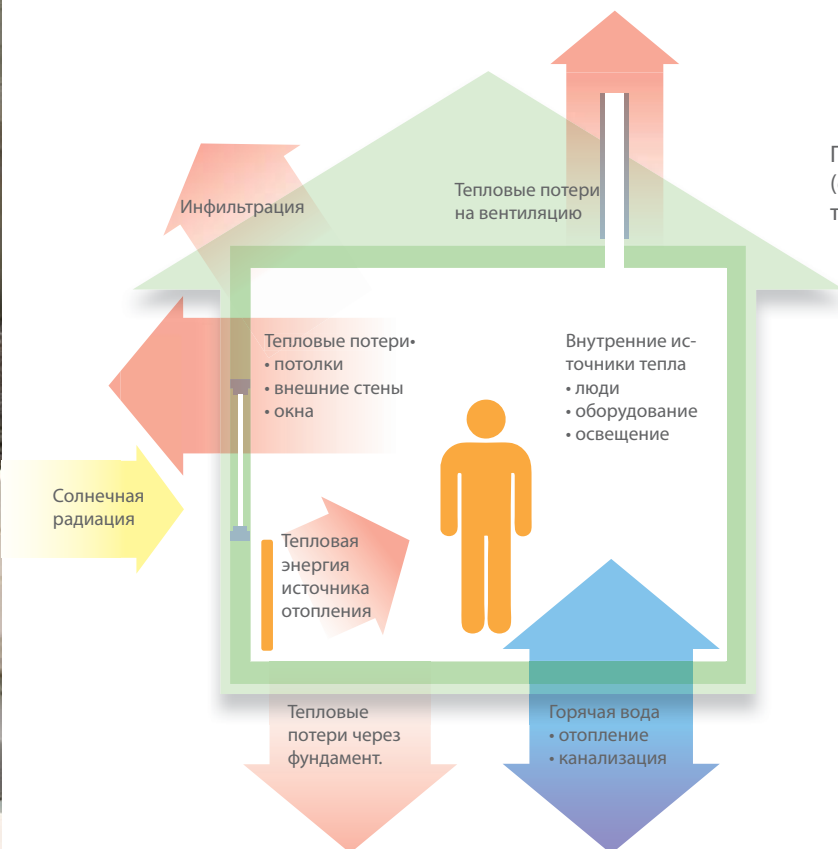 Инфильтрация
Тепловые потери
на вентиляцию
Тепловые потери•
• потолки
• внешние стены
• окна
Внутренние ис-
точники тепла
• люди
• оборудование
• освещение
Солнечная
радиация
Тепловая
энергия
источника
отопления
Тепловые
потери через
фундамент.
Горячая вода
• отопление
• канализация